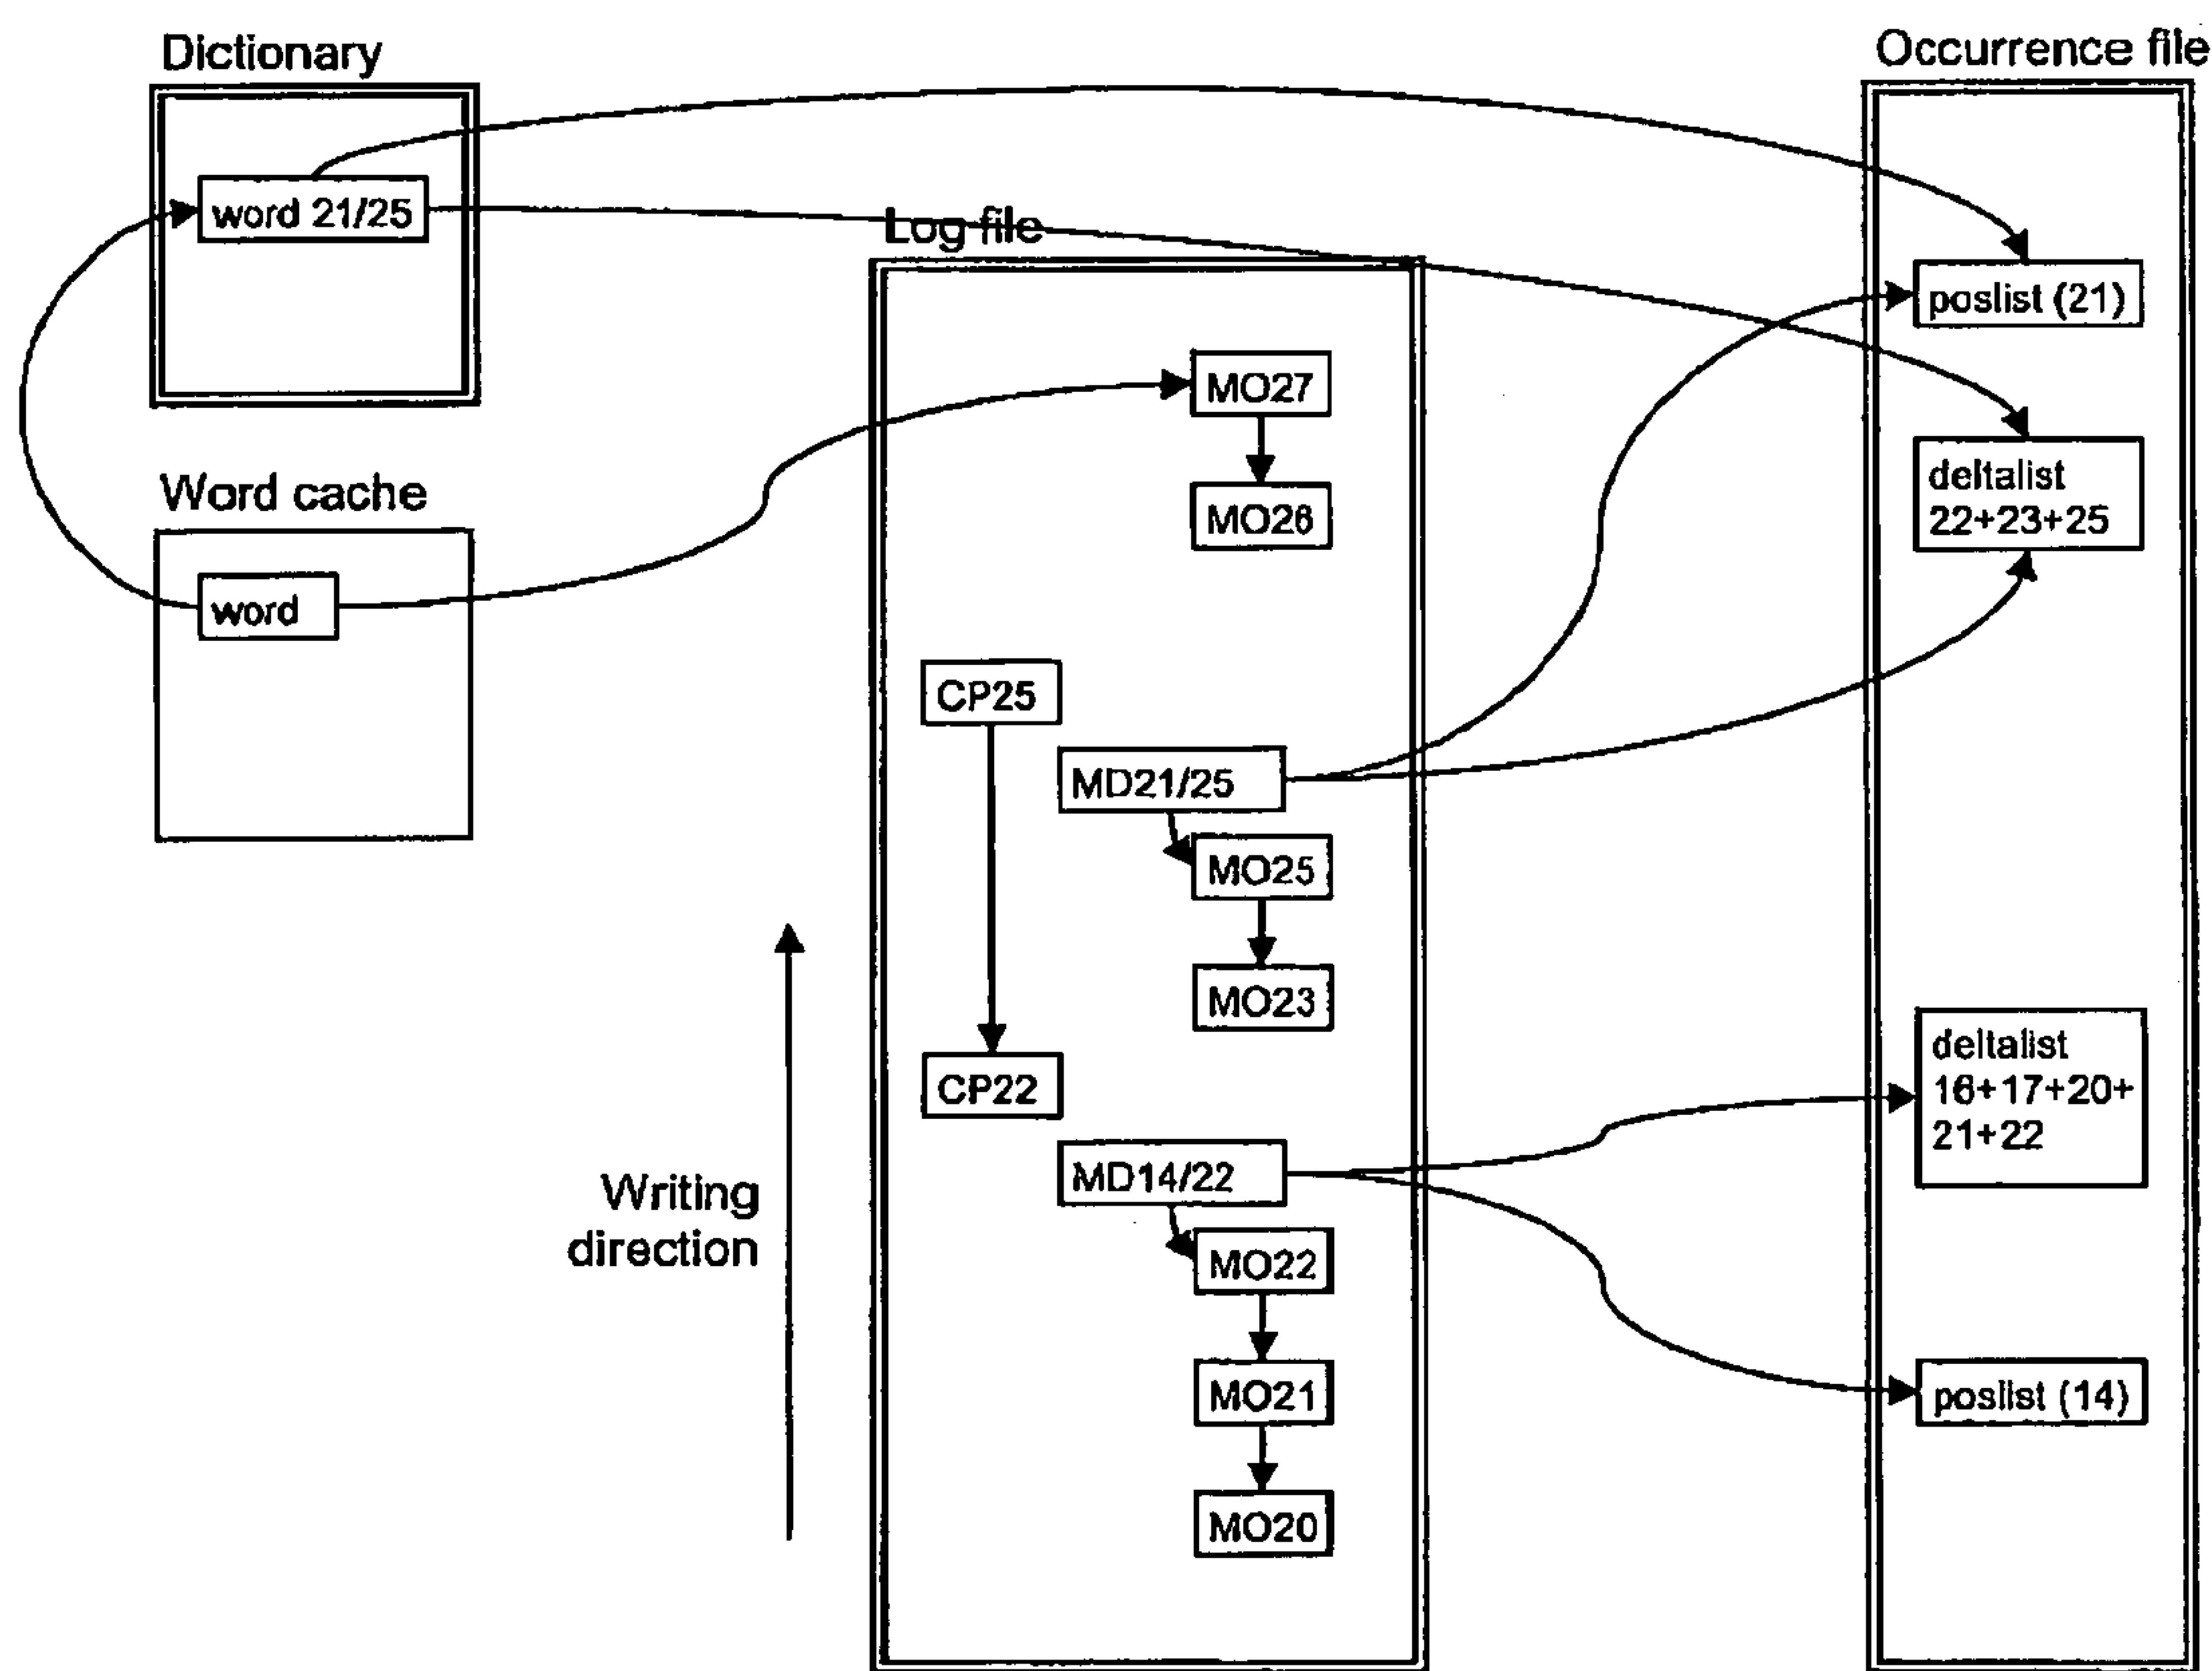 Dictionary
word 21/25
Word cache
word
Log file
MO27
MO26
CP25
MD21/25
MO25
MO23
CP22
MD14/22
MO22
MO21
MO20
Writing
direction
Occurrence file
poslist (21)
deltalist
22+23+25
deltalist
16+17+20+
21+22
poslist (14)